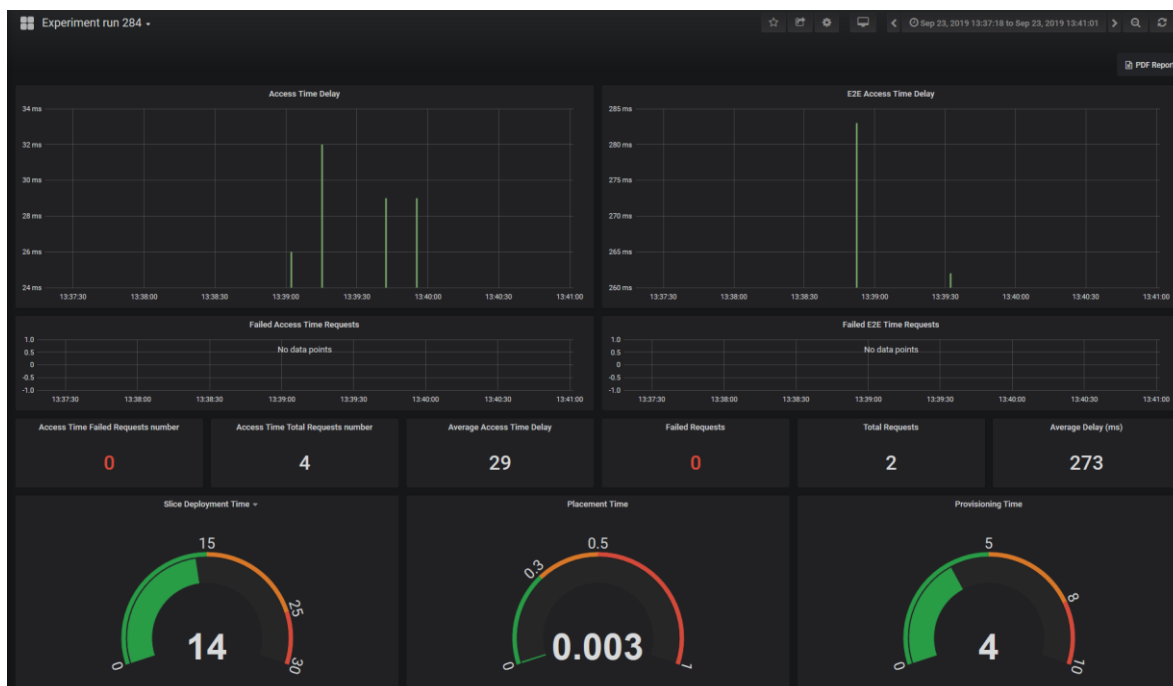 Experiment run 284
Sep 23, 2019 13:37:18 to Sep 23, 2019 13:41:01
PDF Repor
Access Time Delay
34 ms
32 ms
30 ms
28 ms
26 ms
24 ms
13:37:30 13:38:00 13:38:30 13:39:00 13:39:30 13:40:00 13:40:30 13:41:00
E2E Access Time Delay
285 ms
280 ms
275 ms
270 ms
265 ms
260 ms
13:37:30 13:38:00 13:38:30 13:39:00 13:39:30 13:40:00 13:40:30 13:41:00
Failed Access Time Requests
1.0
0.5
0
-0.5
-1.0
No data points
13:37:30 13:38:00 13:38:30 13:39:00 13:39:30 13:40:00 13:40:30 13:41:00
Failed E2E Time Requests
1.0
0.5
0
-0.5
-1.0
No data points
13:37:30 13:38:00 13:38:30 13:39:00 13:39:30 13:40:00 13:40:30 13:41:00
Access Time Failed Requests number
0
Access Time Total Requests number
4
Average Access Time Delay
29
Failed Requests
0
Total Requests
2
Average Delay (ms)
273
Slice Deployment Time
0
15
25
30
14
Placement Time
0
0.3
0.5
1
0.003
Provisioning Time
0
5
8
10
4